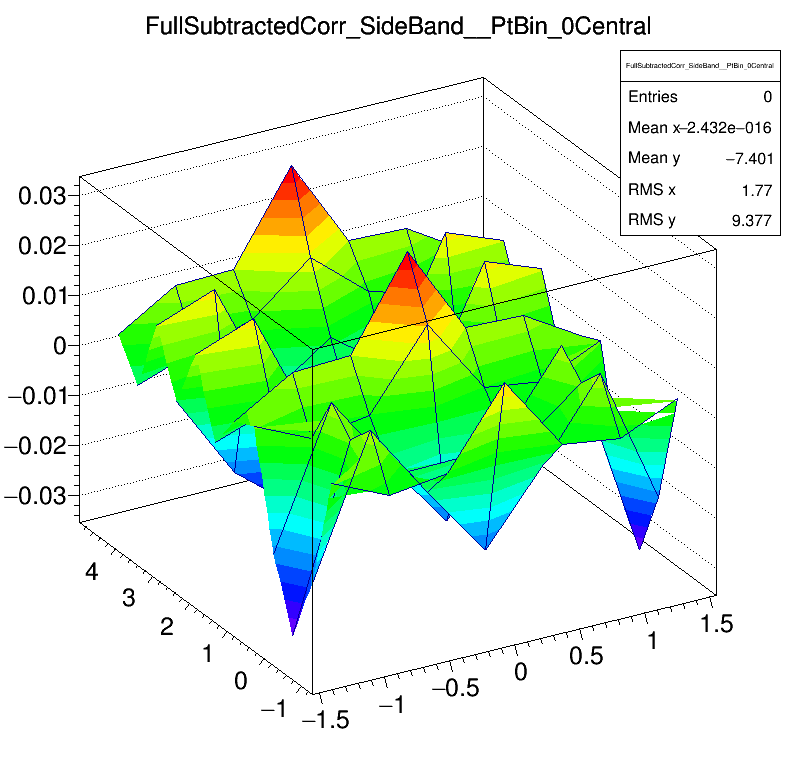 FullSubtractedCorr_SideBand__PtBin_0Central
FullSubtractedCorr_SideBand__PtBin_0Central
Entries 0
Mean x −2.432e−016
Mean y −7.401
RMS x 1.77
RMS y 9.377
0.03
0.02
0.01
0
−0.01
−0.02
−0.03
4
3
2
1
0
−1
−1.5
−1
−0.5
0
0.5
1
1.5